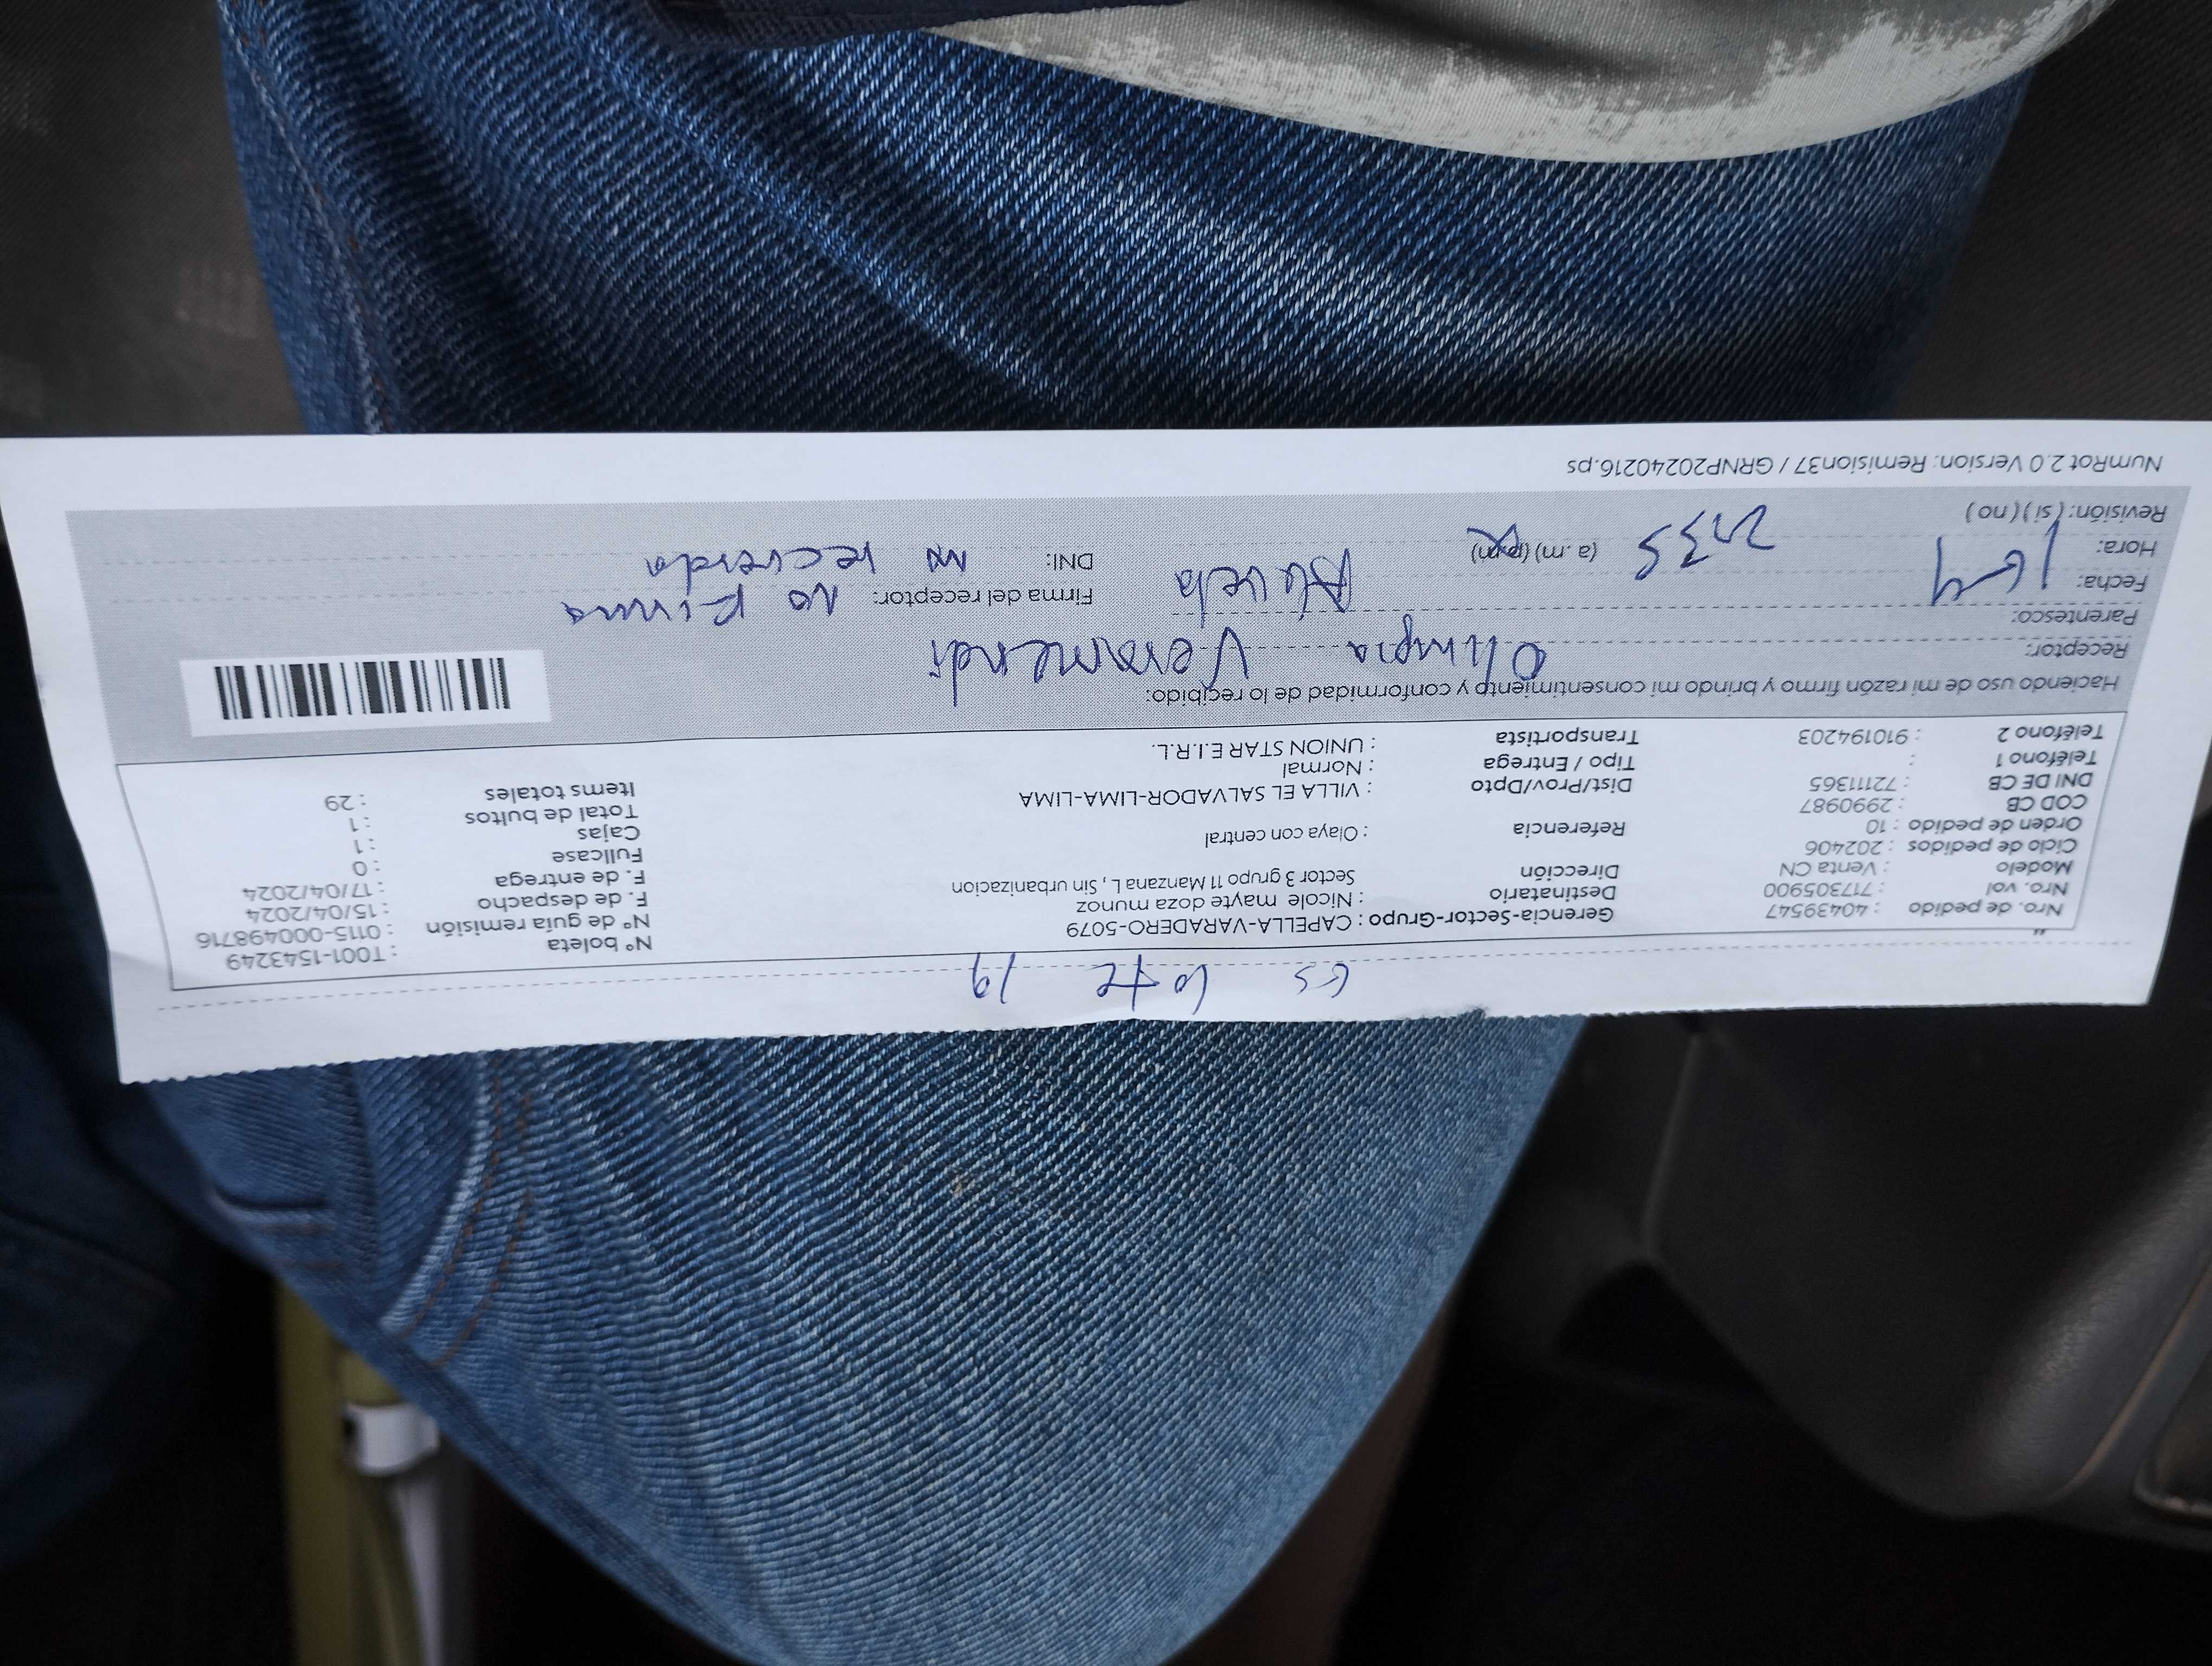 es lote 19
Nro. de pedido : 40439547 Gerencia-Sector-Grupo : CAPELLA-VARADERO-5079 N° boleta : T001-1543249
Nro. vol : 717305900 Destinatario : Nicole mayte doza munoz N° de guía remisión : 0115-000498716
Modelo : Venta CN Dirección Sector 3 grupo 11 Manzana L , Sin urbanizacion F. de despacho : 15/04/2024
Ciclo de pedidos : 202406 F. de entrega : 17/04/2024
Orden de pedido : 10 Referencia : Olaya con central Fullcase : 0
COD CB : 2990987 Cajas : 1
DNI DE CB : 72111365 Dist/Prov/Dpto : VILLA EL SALVADOR-LIMA-LIMA Total de bultos : 1
Teléfono 1 : Tipo / Entrega : Normal Items totales : 29
Teléfono 2 : 910194203 Transportista : UNION STAR E.I.R.L.
Haciendo uso de mi razón firmo y brindo mi consentimiento y conformidad de lo recibido:
Receptor: Olimpia Veramendi
Parentesco: Abuela Firma del receptor: no firma
Fecha: 16-4 DNI: no recuerda
Hora: (a .m) (p.m)
Revisión: ( si ) ( no )
NumRot 2.0 Version: Remision37 / GRNP20240216.ps